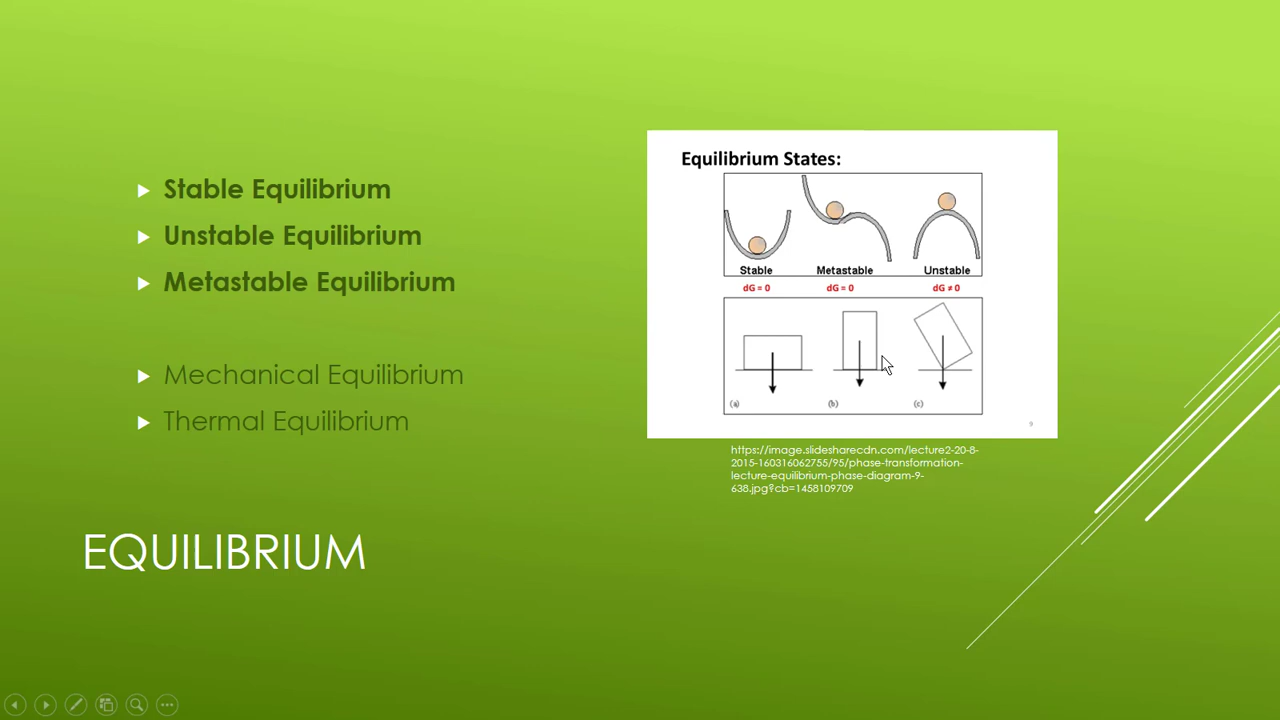 Stable Equilibrium
Unstable Equilibrium
Metastable Equilibrium
Mechanical Equilibrium
Thermal Equilibrium
EQUILIBRIUM
Equilibrium States:
Stable Metastable Unstable
dG = 0 dG = 0 dG ≠ 0
(a) (b) (c)
9
https://image.slidesharecdn.com/lecture2-20-8-
2015-160316062755/95/phase-transformation-
lecture-equilibrium-phase-diagram-9-
638.jpg?cb=1458109709